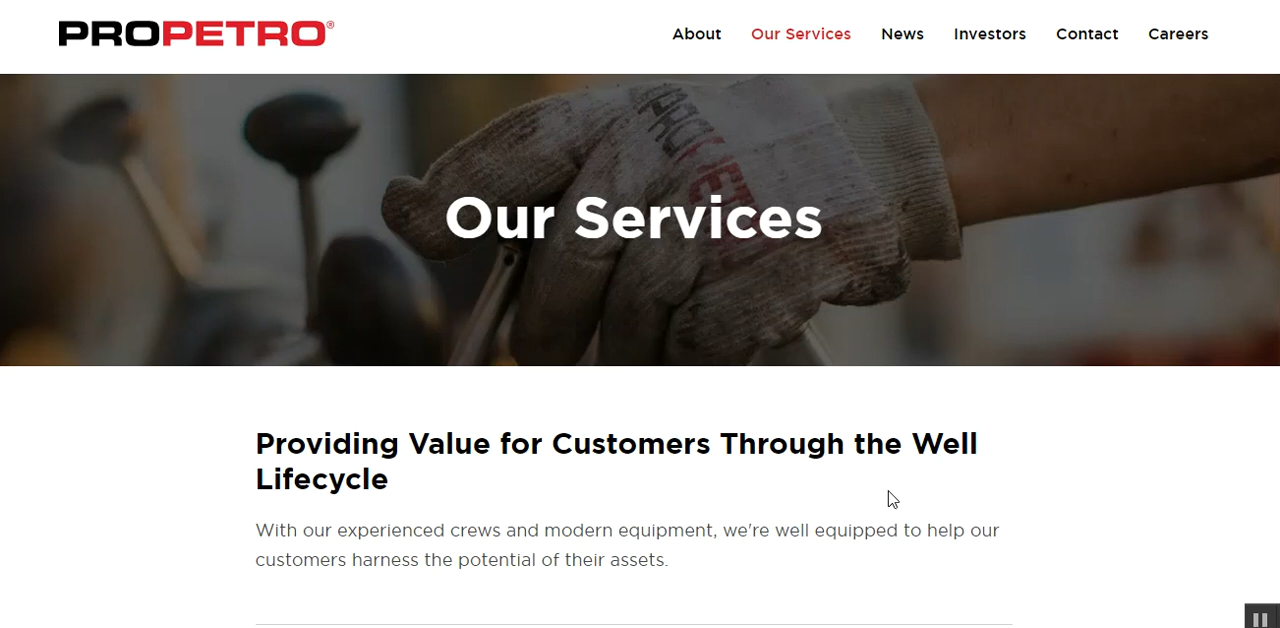 PROPETRO®
About Our Services News Investors Contact Careers
Our Services
Providing Value for Customers Through the Well
Lifecycle
With our experienced crews and modern equipment, we're well equipped to help our
customers harness the potential of their assets.